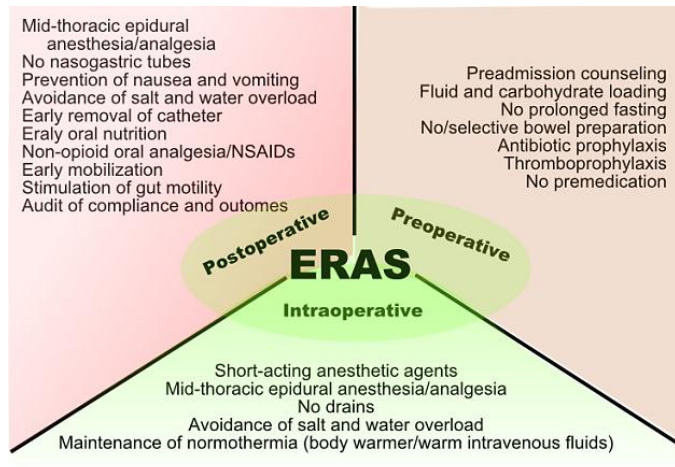 Mid-thoracic epidural
anesthesia/analgesia
No nasogastric tubes
Prevention of nausea and vomiting
Avoidance of salt and water overload
Early removal of catheter
Eraly oral nutrition
Non-opioid oral analgesia/NSAIDs
Early mobilization
Stimulation of gut motility
Audit of compliance and outomes
Preadmission counseling
Fluid and carbohydrate loading
No prolonged fasting
No/selective bowel preparation
Antibiotic prophylaxis
Thromboprophylaxis
No premedication
Postoperative
Preoperative
ERAS
Intraoperative
Short-acting anesthetic agents
Mid-thoracic epidural anesthesia/analgesia
No drains
Avoidance of salt and water overload
Maintenance of normothermia (body warmer/warm intravenous fluids)